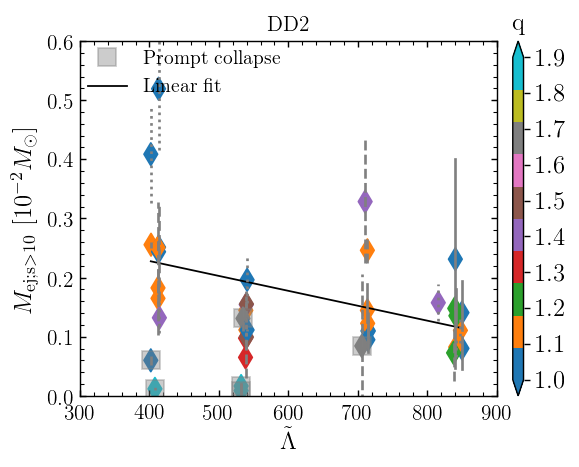 DD2
q
Prompt collapse
Linear fit
M_{ej;s>10} [10^{-2} M_⊙]
0.6
0.5
0.4
0.3
0.2
0.1
0.0
300 400 500 600 700 800 900
Λ̃
1.9
1.8
1.7
1.6
1.5
1.4
1.3
1.2
1.1
1.0